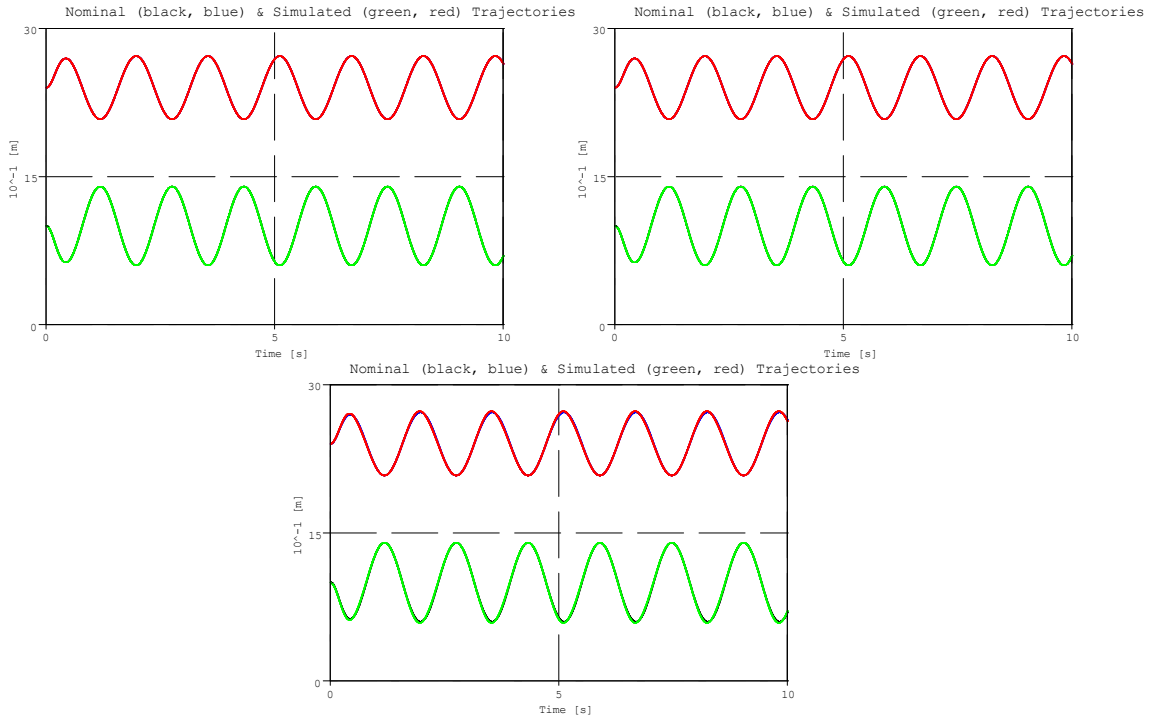 Nominal (black, blue) & Simulated (green, red) Trajectories
30
10^-1 [m]
15
0
0
5
10
Time [s]
Nominal (black, blue) & Simulated (green, red) Trajectories
30
10^-1 [m]
15
0
0
5
10
Time [s]
Nominal (black, blue) & Simulated (green, red) Trajectories
30
10^-1 [m]
15
0
0
5
10
Time [s]